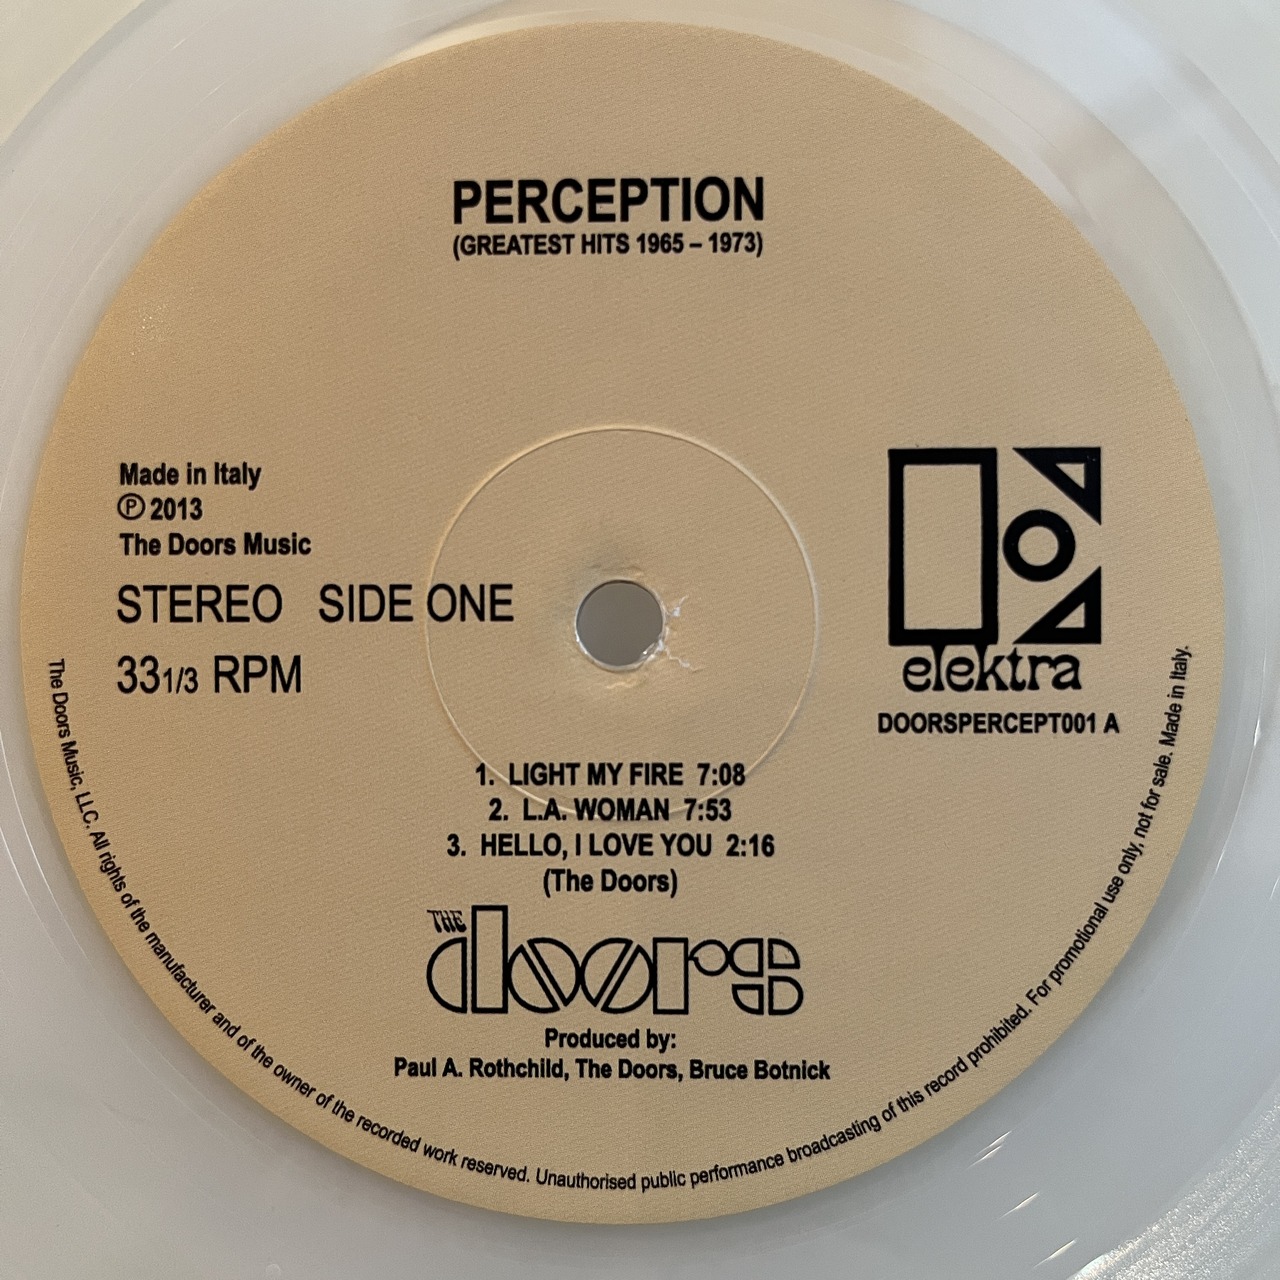 PERCEPTION
(GREATEST HITS 1965 – 1973)
Made in Italy
℗ 2013
The Doors Music
STEREO SIDE ONE
33 1/3 RPM
elektra
DOORSPERCEPT001 A
1. LIGHT MY FIRE 7:08
2. L.A. WOMAN 7:53
3. HELLO, I LOVE YOU 2:16
(The Doors)
THE
doors
Produced by:
Paul A. Rothchild, The Doors, Bruce Botnick
The Doors Music, LLC. All rights of the manufacturer and of the owner of the recorded work reserved. Unauthorised public performance broadcasting of this record prohibited. For promotional use only, not for sale. Made in Italy.